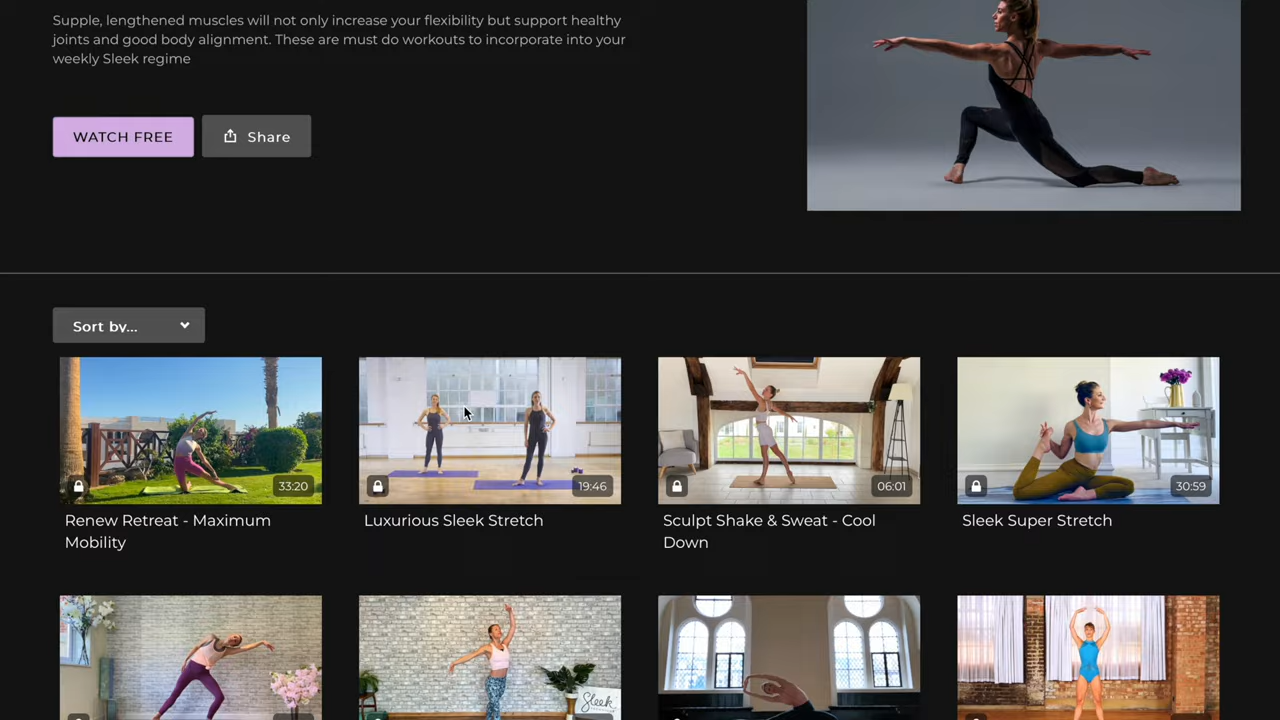 Supple, lengthened muscles will not only increase your flexibility but support healthy
joints and good body alignment. These are must do workouts to incorporate into your
weekly Sleek regime
WATCH FREE
Share
Sort by...
33:20
19:46
06:01
30:59
Renew Retreat - Maximum
Mobility
Luxurious Sleek Stretch
Sculpt Shake & Sweat - Cool
Down
Sleek Super Stretch
Sleek